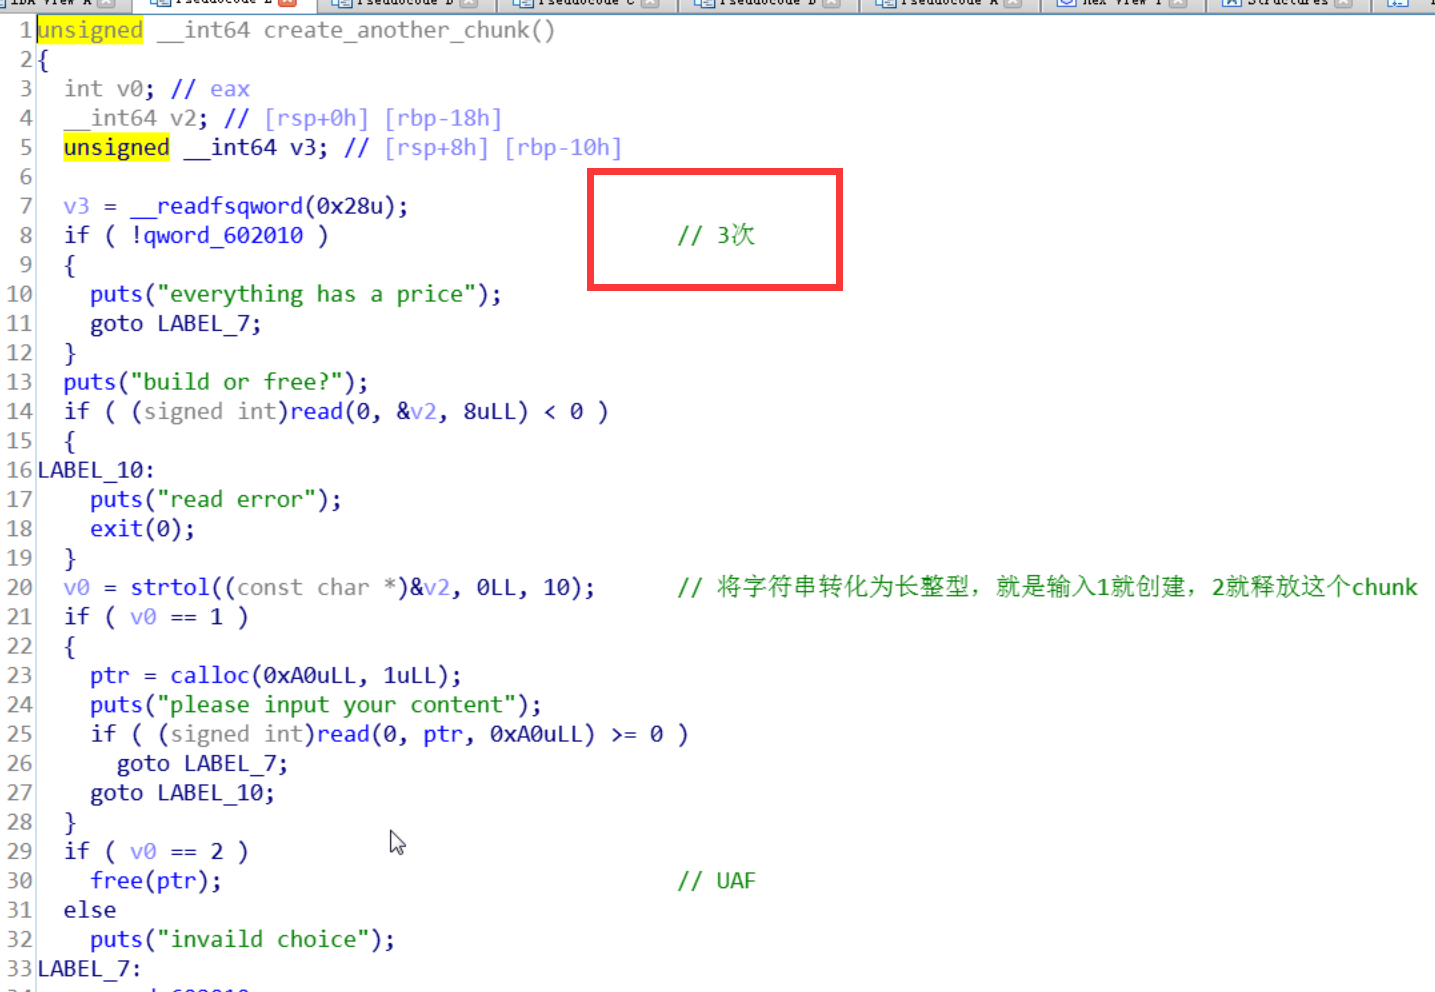 1 unsigned __int64 create_another_chunk()
2 {
3 int v0; // eax
4 __int64 v2; // [rsp+0h] [rbp-18h]
5 unsigned __int64 v3; // [rsp+8h] [rbp-10h]
6
7 v3 = __readfsqword(0x28u);
8 if ( !qword_602010 ) // 3次
9 {
10 puts("everything has a price");
11 goto LABEL_7;
12 }
13 puts("build or free?");
14 if ( (signed int)read(0, &v2, 8uLL) < 0 )
15 {
16 LABEL_10:
17 puts("read error");
18 exit(0);
19 }
20 v0 = strtol((const char *)&v2, 0LL, 10); // 将字符串转化为长整型，就是输入1就创建，2就释放这个chunk
21 if ( v0 == 1 )
22 {
23 ptr = calloc(0xA0uLL, 1uLL);
24 puts("please input your content");
25 if ( (signed int)read(0, ptr, 0xA0uLL) >= 0 )
26 goto LABEL_7;
27 goto LABEL_10;
28 }
29 if ( v0 == 2 )
30 free(ptr); // UAF
31 else
32 puts("invaild choice");
33 LABEL_7: